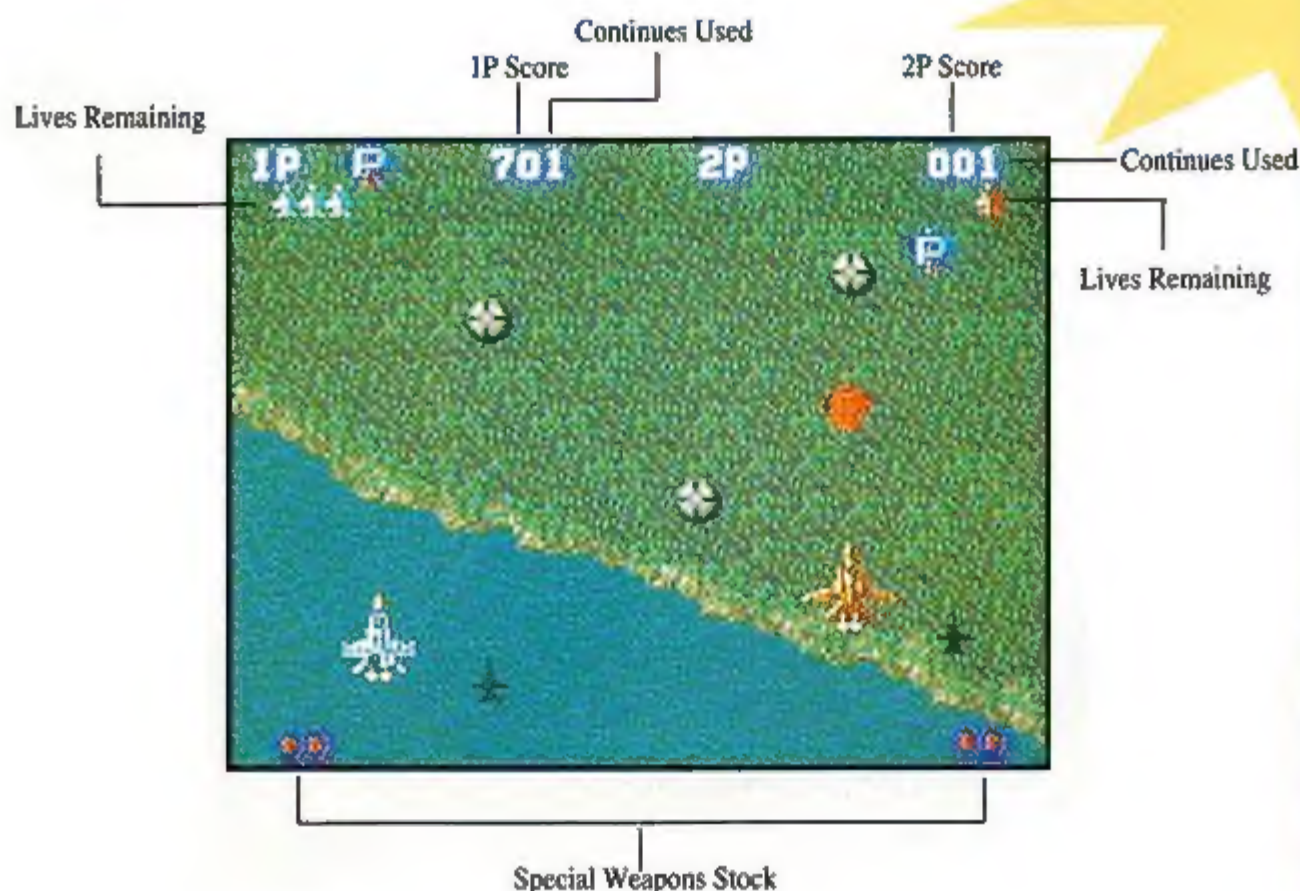 Continues Used
1P Score
2P Score
Lives Remaining
1P P 701 2P 001
Continues Used
P
Lives Remaining
Special Weapons Stock